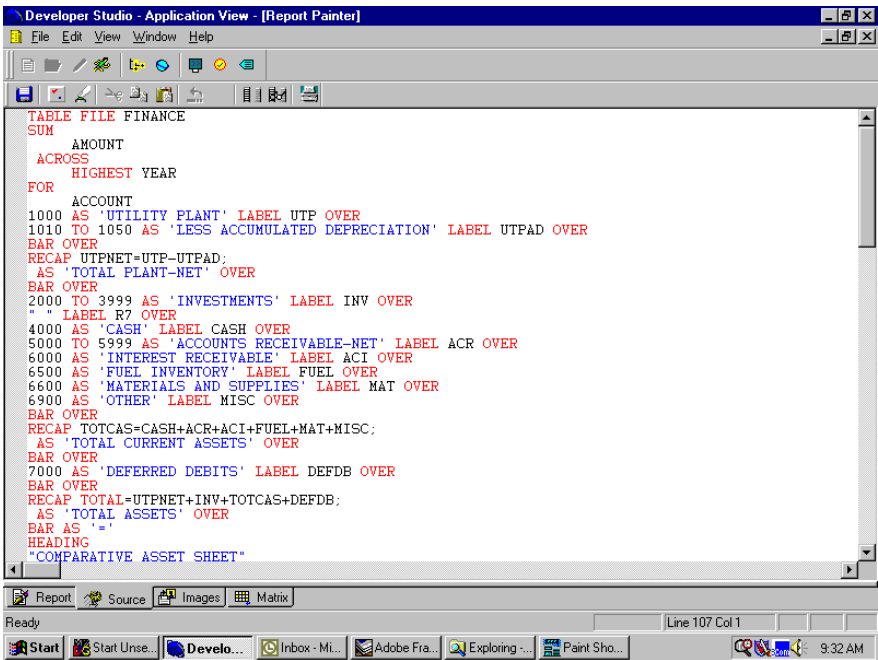 Developer Studio - Application View - [Report Painter]
File Edit View Window Help
TABLE FILE FINANCE
SUM
AMOUNT
ACROSS
HIGHEST YEAR
FOR
ACCOUNT
1000 AS 'UTILITY PLANT' LABEL UTP OVER
1010 TO 1050 AS 'LESS ACCUMULATED DEPRECIATION' LABEL UTPAD OVER
BAR OVER
RECAP UTPNET=UTP-UTPAD;
AS 'TOTAL PLANT-NET' OVER
BAR OVER
2000 TO 3999 AS 'INVESTMENTS' LABEL INV OVER
" " LABEL R7 OVER
4000 AS 'CASH' LABEL CASH OVER
5000 TO 5999 AS 'ACCOUNTS RECEIVABLE-NET' LABEL ACR OVER
6000 AS 'INTEREST RECEIVABLE' LABEL ACI OVER
6500 AS 'FUEL INVENTORY' LABEL FUEL OVER
6600 AS 'MATERIALS AND SUPPLIES' LABEL MAT OVER
6900 AS 'OTHER' LABEL MISC OVER
BAR OVER
RECAP TOTCAS=CASH+ACR+ACI+FUEL+MAT+MISC;
AS 'TOTAL CURRENT ASSETS' OVER
BAR OVER
7000 AS 'DEFERRED DEBITS' LABEL DEFDB OVER
BAR OVER
RECAP TOTAL=UTPNET+INV+TOTCAS+DEFDB;
AS 'TOTAL ASSETS' OVER
BAR AS '='
HEADING
"COMPARATIVE ASSET SHEET"
Report Source Images Matrix
Ready Line 107 Col 1
Start Start Unse... Develo... Inbox - Mi... Adobe Fra... Exploring -... Paint Sho... .Com 9:32 AM